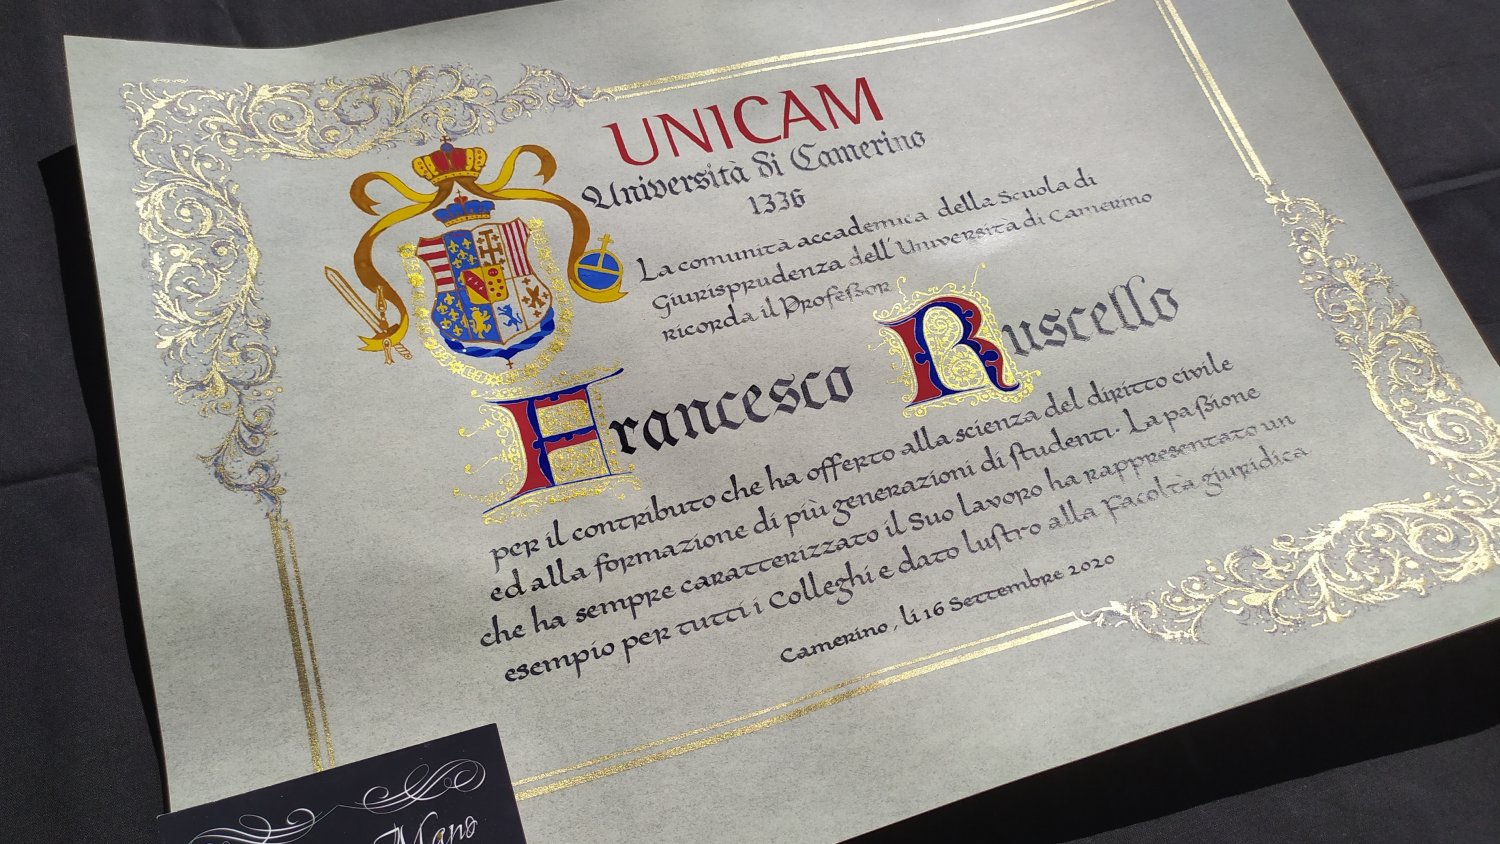 UNICAM
Università di Camerino
1336
La comunità accademica della Scuola di
Giurisprudenza dell'Università di Camerino
ricorda il Profeßor
Francesco Ruscello
per il contributo che ha offerto alla scienza del diritto civile
ed alla formazione di più generazioni di studenti. La paßione
che ha sempre caratterizzato il Suo lavoro ha rappresentato un
esempio per tutti i Colleghi e dato lustro alla Facoltà giuridica
Camerino, li 16 Settembre 2020
Mano